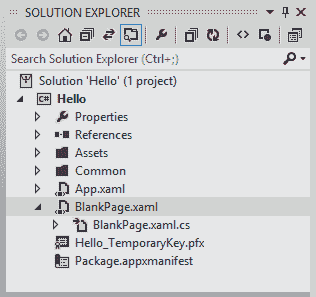 SOLUTION EXPLORER
Search Solution Explorer (Ctrl+;)
Solution 'Hello' (1 project)
C# Hello
Properties
References
Assets
Common
App.xaml
BlankPage.xaml
BlankPage.xaml.cs
Hello_TemporaryKey.pfx
Package.appxmanifest